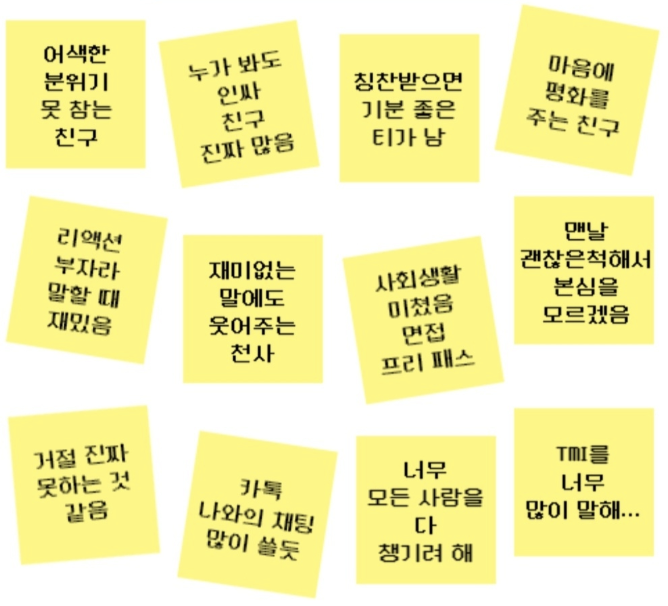 어색한
분위기
못 참는
친구
누가 봐도
인싸
친구
진짜 많음
칭찬받으면
기분 좋은
티가 남
마음에
평화를
주는 친구
리액션
부자라
말할 때
재밌음
재미없는
말에도
웃어주는
천사
사회생활
미쳤음
면접
프리 패스
맨날
괜찮은척해서
본심을
모르겠음
거절 진짜
못하는 것
같음
카톡
나와의 채팅
많이 쓸듯
너무
모든 사람을
다
챙기려 해
TMI를
너무
많이 말해...